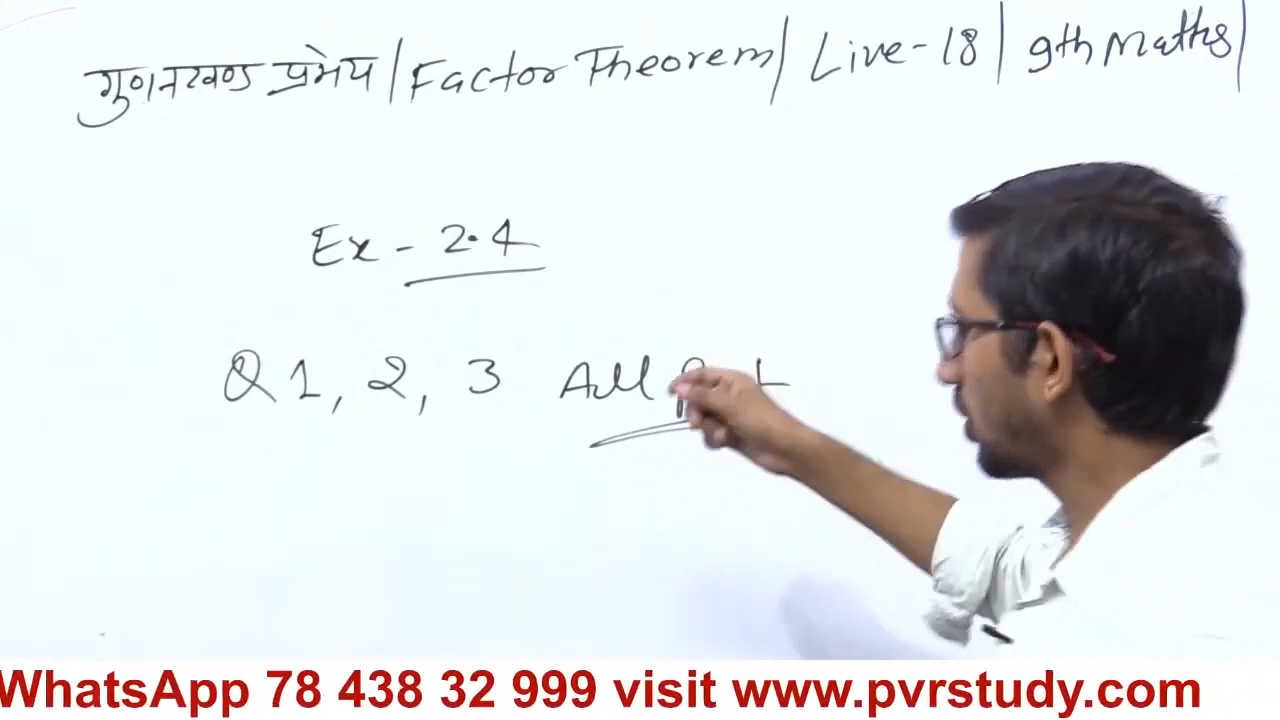 गुणनखण्ड प्रमेय | Factor Theorem | Live-18 | 9th Maths |
Ex - 2.4
Q 1, 2, 3 All
WhatsApp 78 438 32 999 visit www.pvrstudy.com